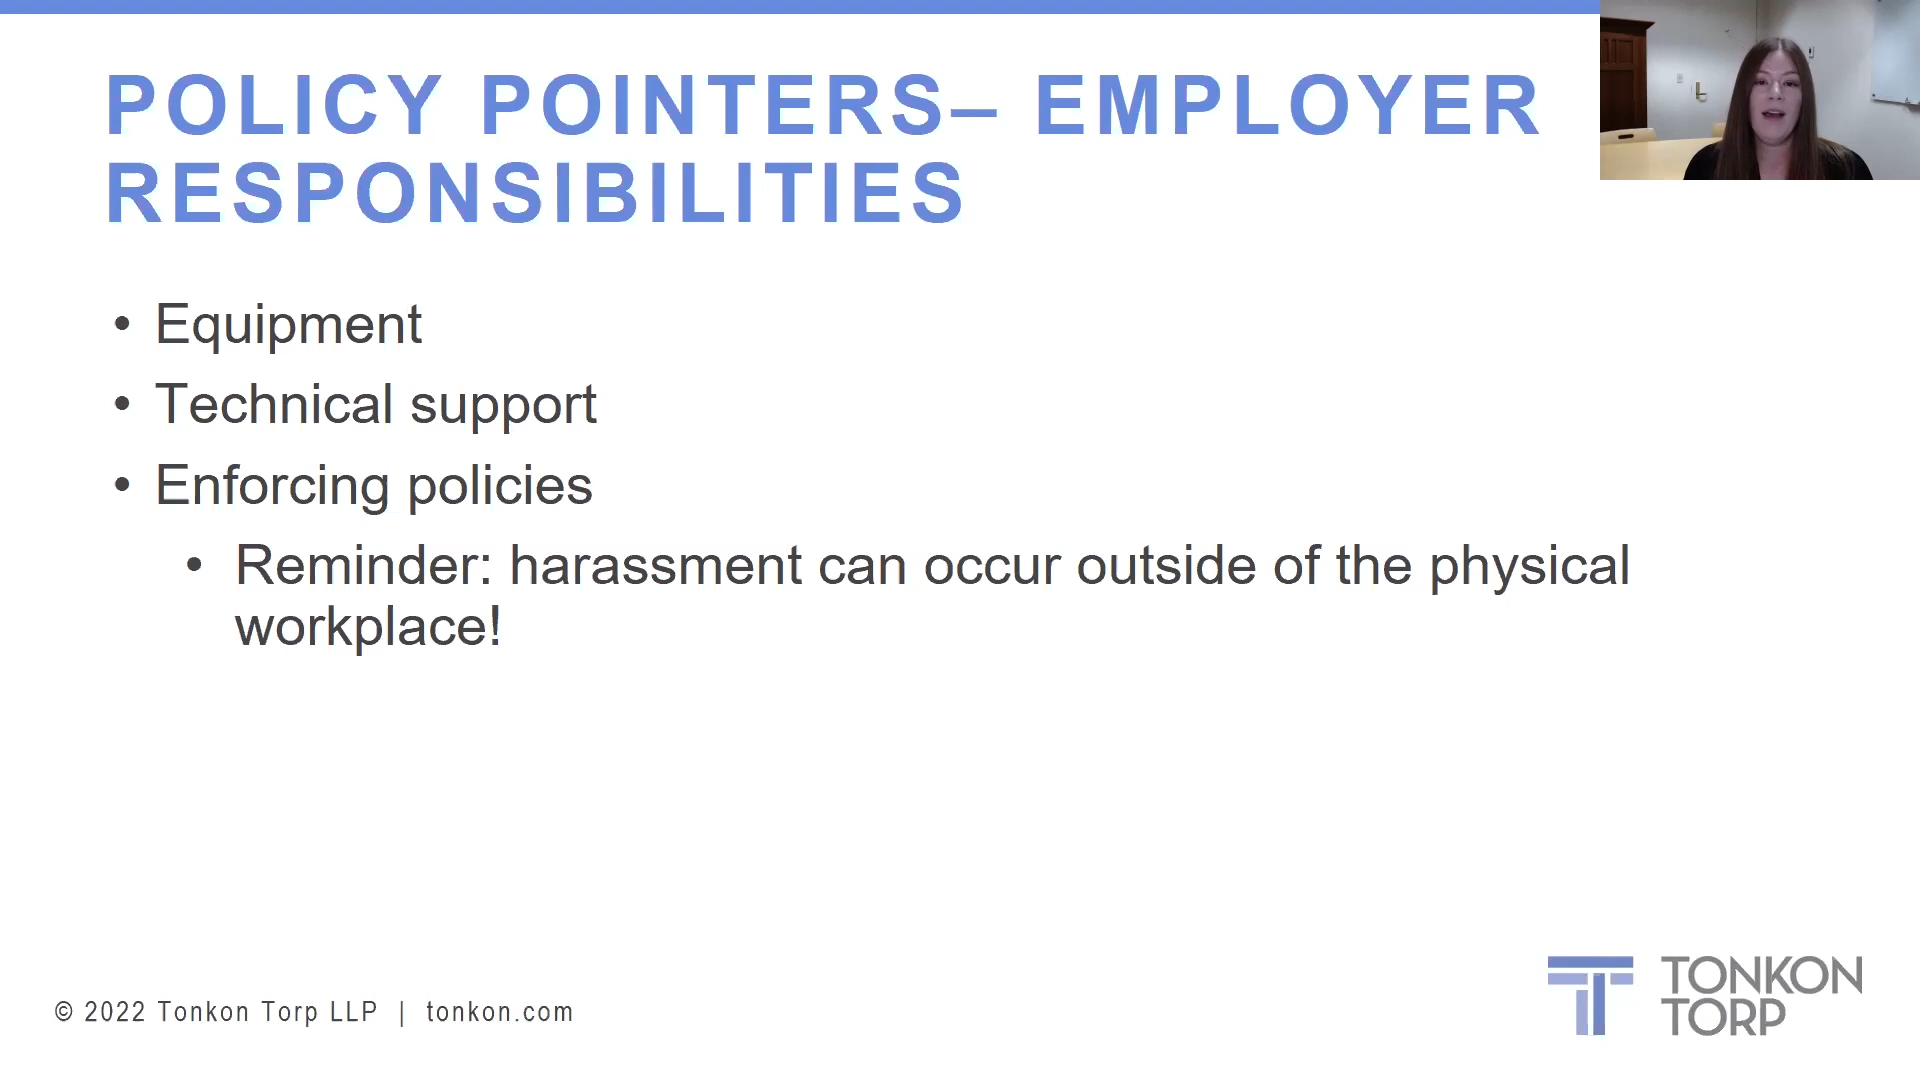 POLICY POINTERS– EMPLOYER
RESPONSIBILITIES
• Equipment
• Technical support
• Enforcing policies
• Reminder: harassment can occur outside of the physical
workplace!
© 2022 Tonkon Torp LLP | tonkon.com
TONKON
TORP